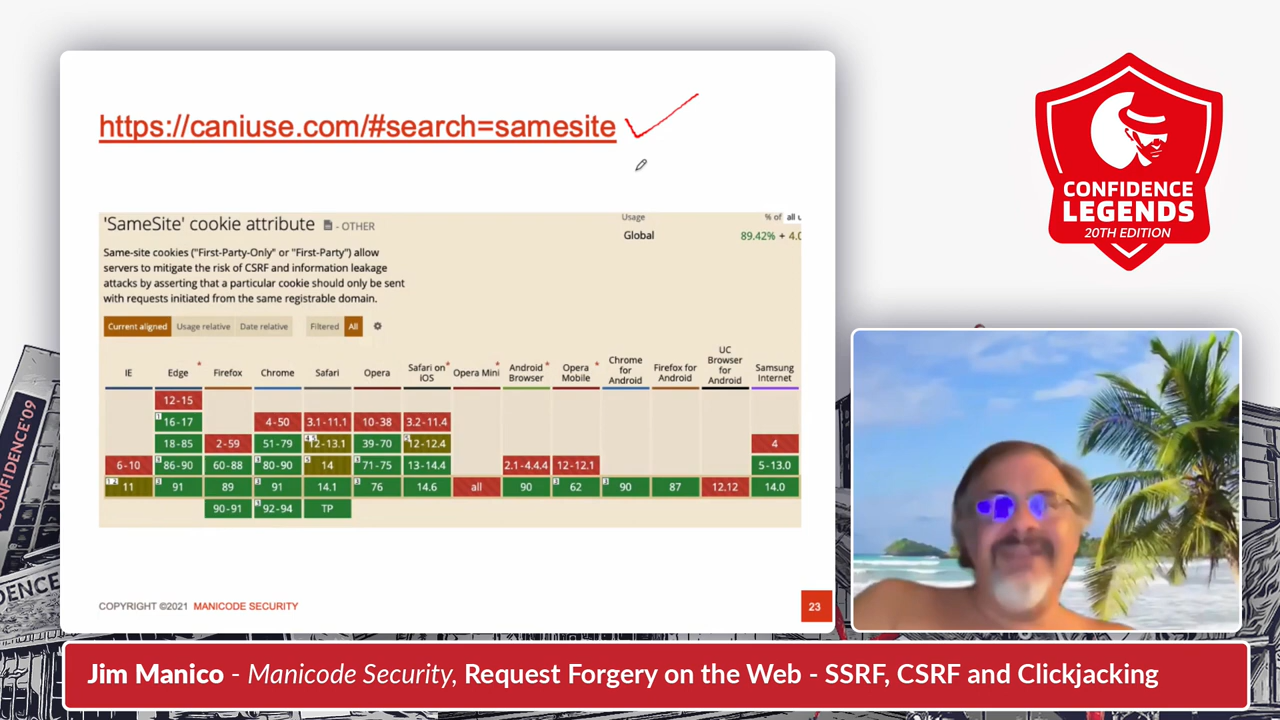 https://caniuse.com/#search=samesite
'SameSite' cookie attribute - OTHER
Usage % of all u
Global 89.42% + 4.0
Same-site cookies ("First-Party-Only" or "First-Party") allow
servers to mitigate the risk of CSRF and information leakage
attacks by asserting that a particular cookie should only be sent
with requests initiated from the same registrable domain.
Current aligned Usage relative Date relative Filtered All
IE Edge * Firefox Chrome Safari Opera Safari on iOS * Opera Mini * Android Browser * Opera Mobile * Chrome for Android Firefox for Android UC Browser for Android Samsung Internet
12-15
16-17 4-50 3.1-11.1 10-38 3.2-11.4
18-85 2-59 51-79 12-13.1 39-70 12-12.4 4
6-10 86-90 60-88 80-90 14 71-75 13-14.4 2.1-4.4.4 12-12.1 5-13.0
11 91 89 91 14.1 76 14.6 all 90 62 90 87 12.12 14.0
90-91 92-94 TP
COPYRIGHT ©2021 MANICODE SECURITY
23
CONFIDENCE
LEGENDS
20TH EDITION
CONFIDENCE'09
DENCE
Jim Manico - Manicode Security, Request Forgery on the Web - SSRF, CSRF and Clickjacking